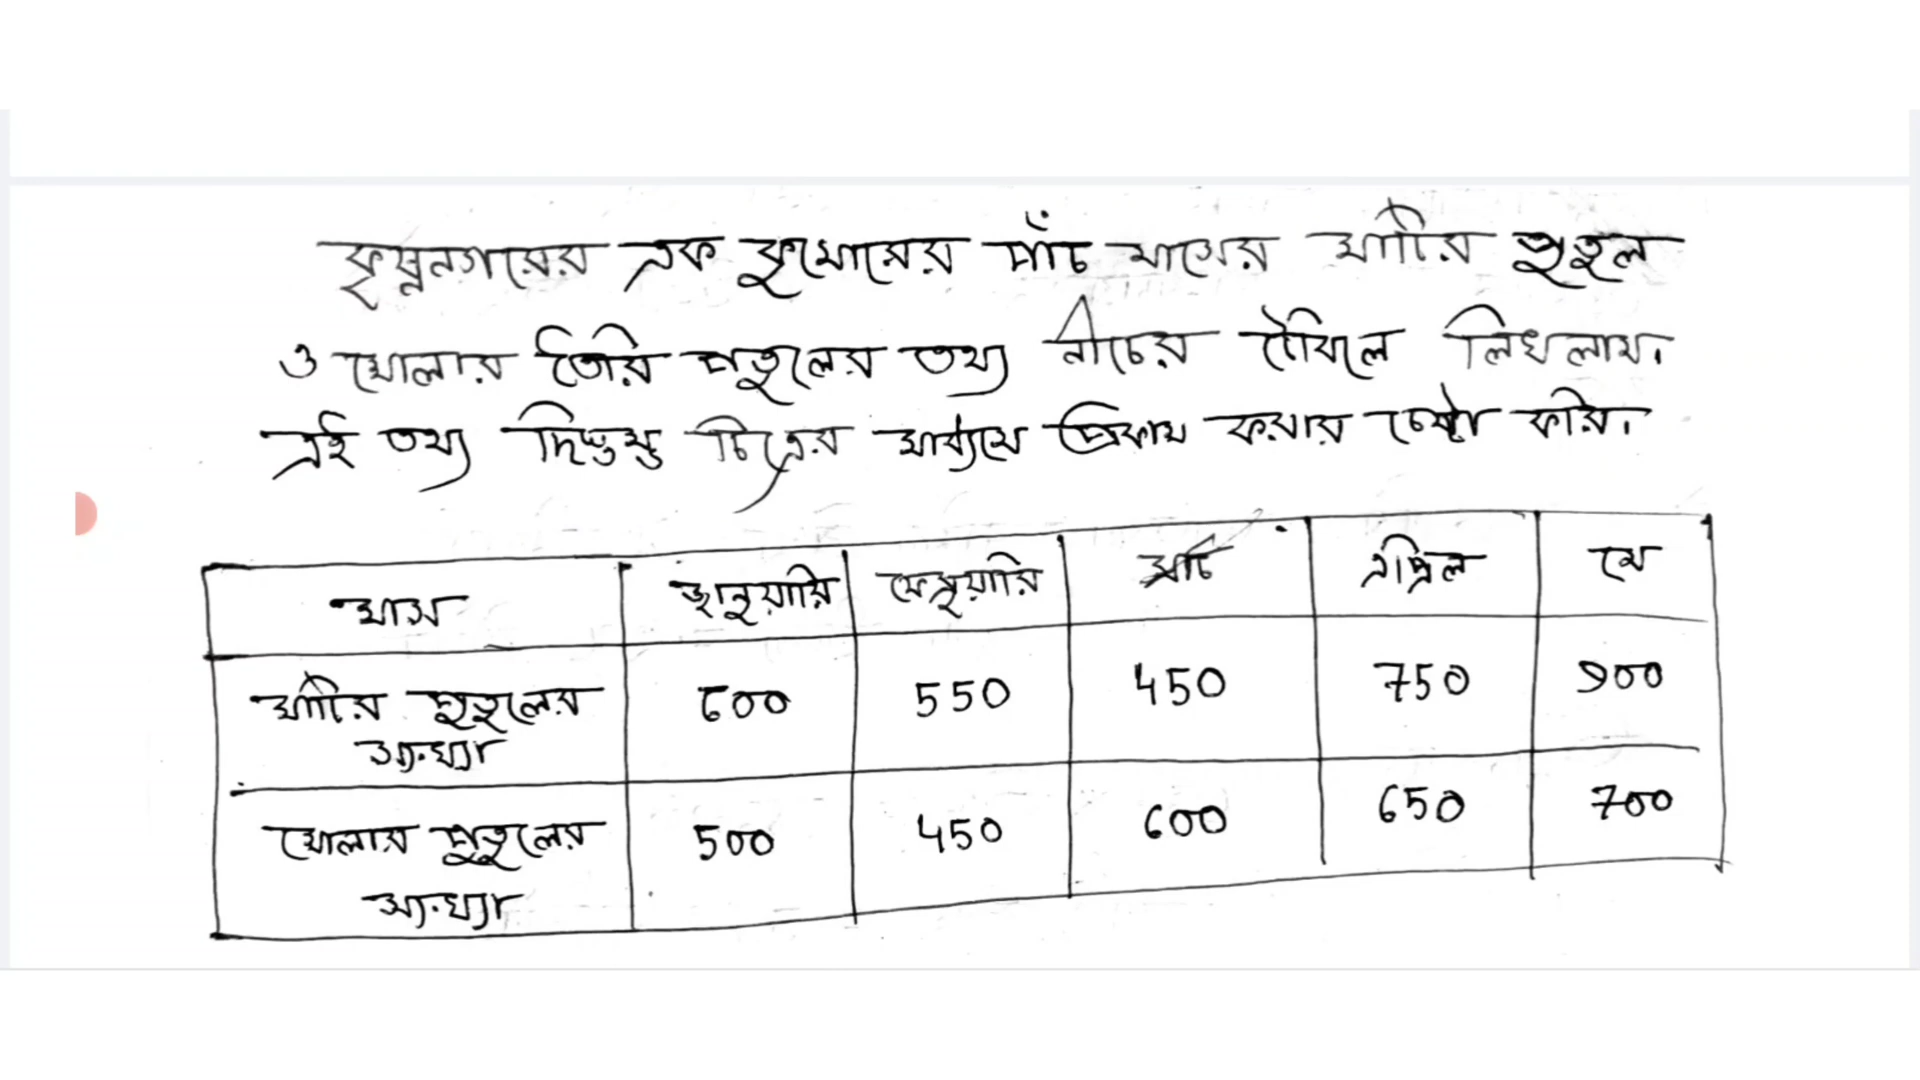 কৃষ্ণনগরের এক কুমোরের পাঁচ মাসের মাটির পুতুল
ও মোলার তৈরি পুতুলের তথ্য নীচের টেবিলে লিখলাম।
এই তথ্য দ্বিস্তম্ভ চিত্রের মাধ্যমে প্রকাশ করার চেষ্টা করি।
মাস জানুয়ারি ফেব্রুয়ারি মার্চ এপ্রিল মে
মাটির পুতুলের সংখ্যা 600 550 450 750 900
মোলার পুতুলের সংখ্যা 500 450 600 650 700